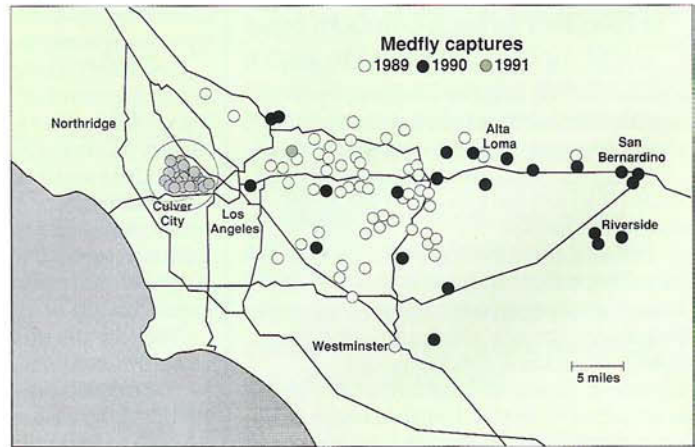 Medfly captures
1989 1990 1991
Northridge
Alta
Loma
San
Bernardino
Culver
City
Los
Angeles
Riverside
Westminster
5 miles